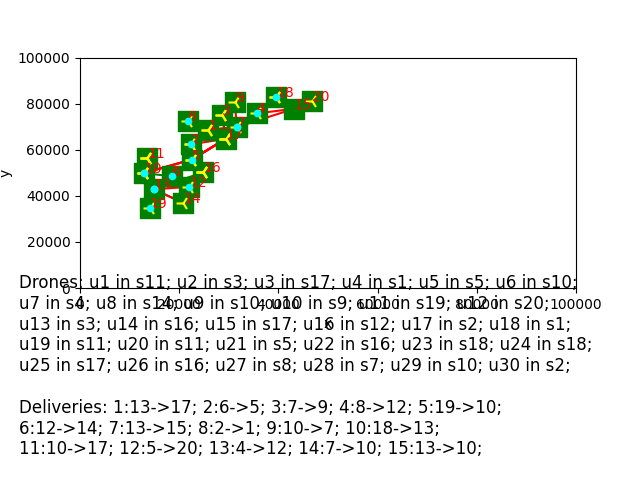 100000
80000
60000
40000
20000
0
y
20000
40000
60000
80000
100000
x
Drones: u1 in s11; u2 in s3; u3 in s17; u4 in s1; u5 in s5; u6 in s10;
u7 in s4; u8 in s14; u9 in s10; u10 in s9; u11 in s19; u12 in s20;
u13 in s3; u14 in s16; u15 in s17; u16 in s12; u17 in s2; u18 in s1;
u19 in s11; u20 in s11; u21 in s5; u22 in s16; u23 in s18; u24 in s18;
u25 in s17; u26 in s16; u27 in s8; u28 in s7; u29 in s10; u30 in s2;
Deliveries: 1:13->17; 2:6->5; 3:7->9; 4:8->12; 5:19->10;
6:12->14; 7:13->15; 8:2->1; 9:10->7; 10:18->13;
11:10->17; 12:5->20; 13:4->12; 14:7->10; 15:13->10;